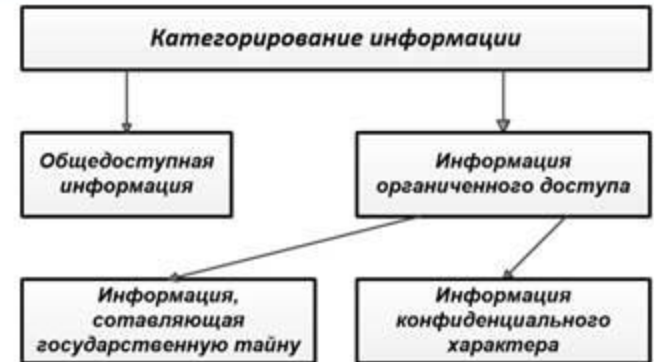 Категорирование информации
Общедоступная
информация
Информация
органиченного доступа
Информация,
сотавляющая
государственную тайну
Информация
конфиденциального
характера